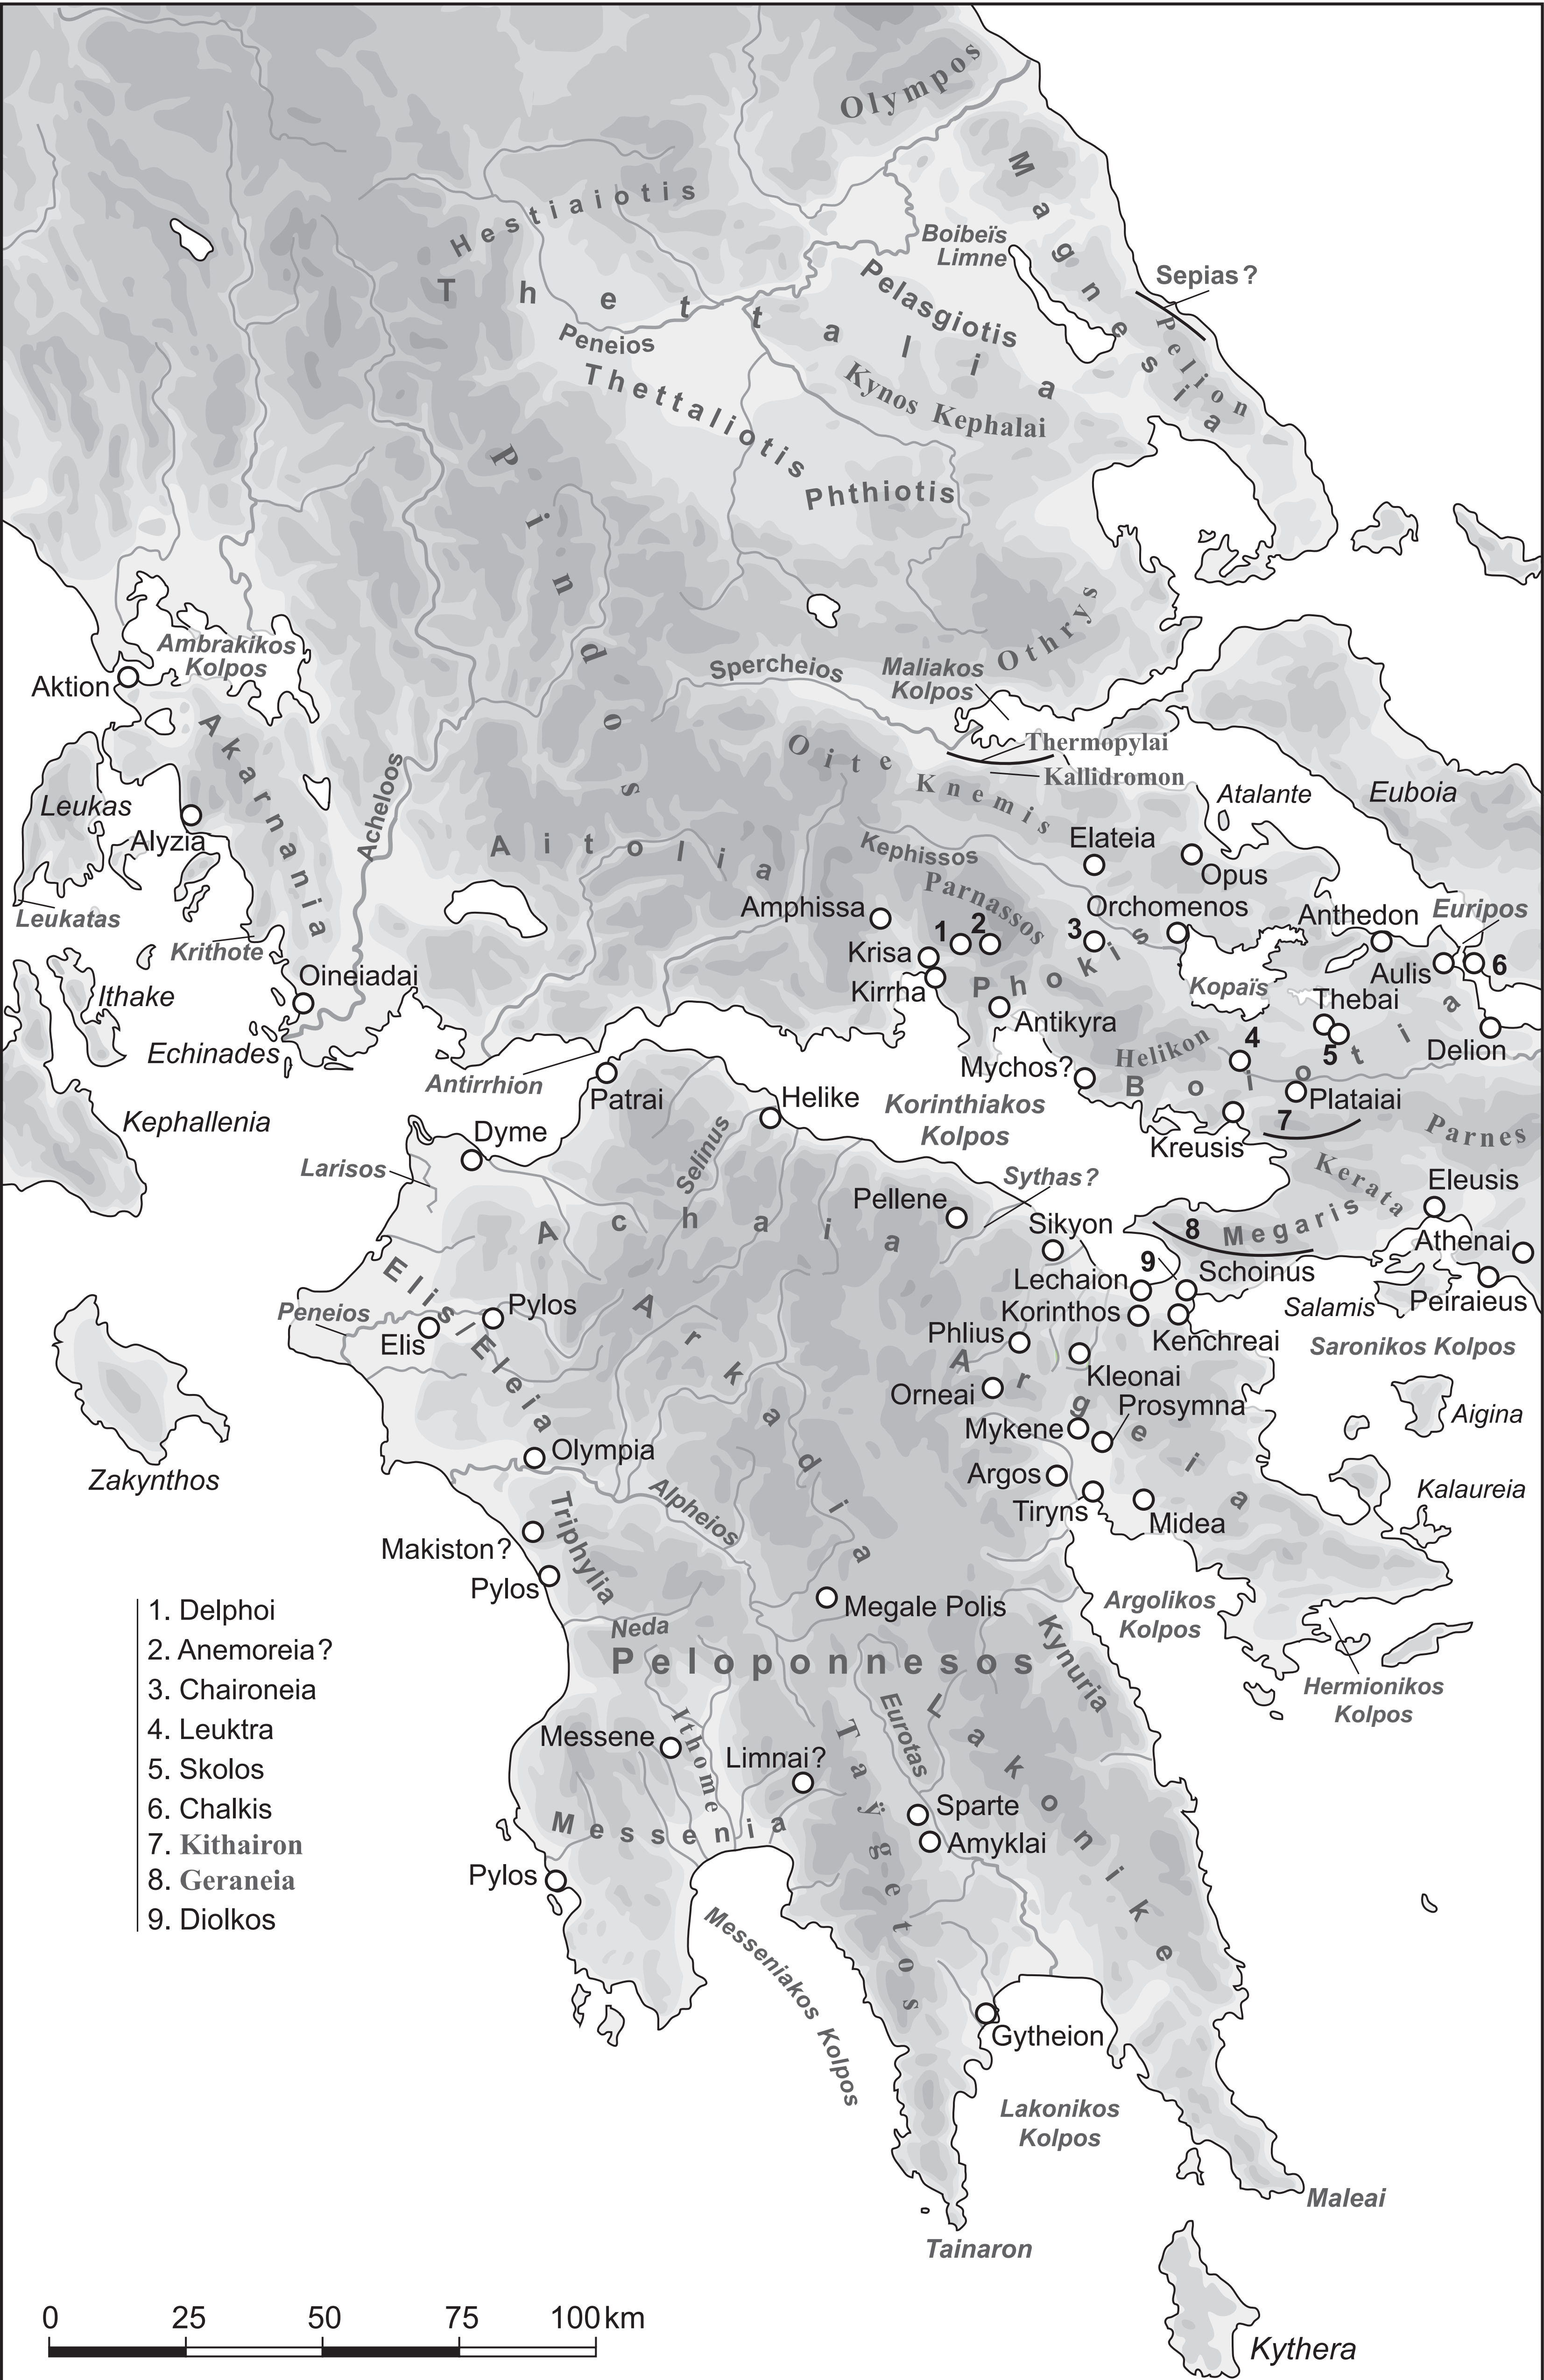 Olympos
Magnesia
Hestiaiotis
Boibeïs
Limne
Sepias?
Pelasgiotis
Thettalia
Pelion
Peneios
Thettaliotis
Kynos Kephalai
Pindos
Phthiotis
Othrys
Ambrakikos
Kolpos
Aktion
Spercheios
Maliakos
Kolpos
Akarnania
Oite
Thermopylai
Kallidromon
Knemis
Leukas
Acheloos
Atalante
Euboia
Alyzia
Aitolia
Kephissos
Elateia
Opus
Parnassos
Leukatas
Amphissa
Orchomenos
Anthedon
Euripos
Krithote
1
2
3
Krisa
Phokis
Aulis
6
Oineiadai
Kirrha
Kopaïs
Thebai
Ithake
Antikyra
Echinades
Helikon
4
5
Delion
Mychos?
Boiotia
Antirrhion
Patrai
Helike
Korinthiakos
Kolpos
Plataiai
Kephallenia
Kreusis
7
Parnes
Dyme
Selinus
Larisos
Sythas?
Kerata
Eleusis
Pellene
Achaia
Sikyon
8
Megaris
Athenai
Elis/Eleia
9
Lechaion
Schoinus
Peneios
Pylos
Arkadia
Korinthos
Salamis
Peiraieus
Elis
Phlius
Kenchreai
Saronikos Kolpos
Argeia
Kleonai
Orneai
Prosymna
Aigina
Mykene
Olympia
Zakynthos
Argos
Kalaureia
Alpheios
Tiryns
Midea
Triphylia
Makiston?
Pylos
Megale Polis
Argolikos
Kolpos
Neda
Kynuria
Peloponnesos
Hermionikos
Kolpos
1. Delphoi
2. Anemoreia?
3. Chaironeia
4. Leuktra
5. Skolos
6. Chalkis
7. Kithairon
8. Geraneia
9. Diolkos
Eurotas
Lakonike
Messene
Ithome
Taÿgetos
Limnai?
Sparte
Messenia
Amyklai
Pylos
Messeniakos Kolpos
Gytheion
Lakonikos
Kolpos
Maleai
Tainaron
Kythera
0 25 50 75 100 km